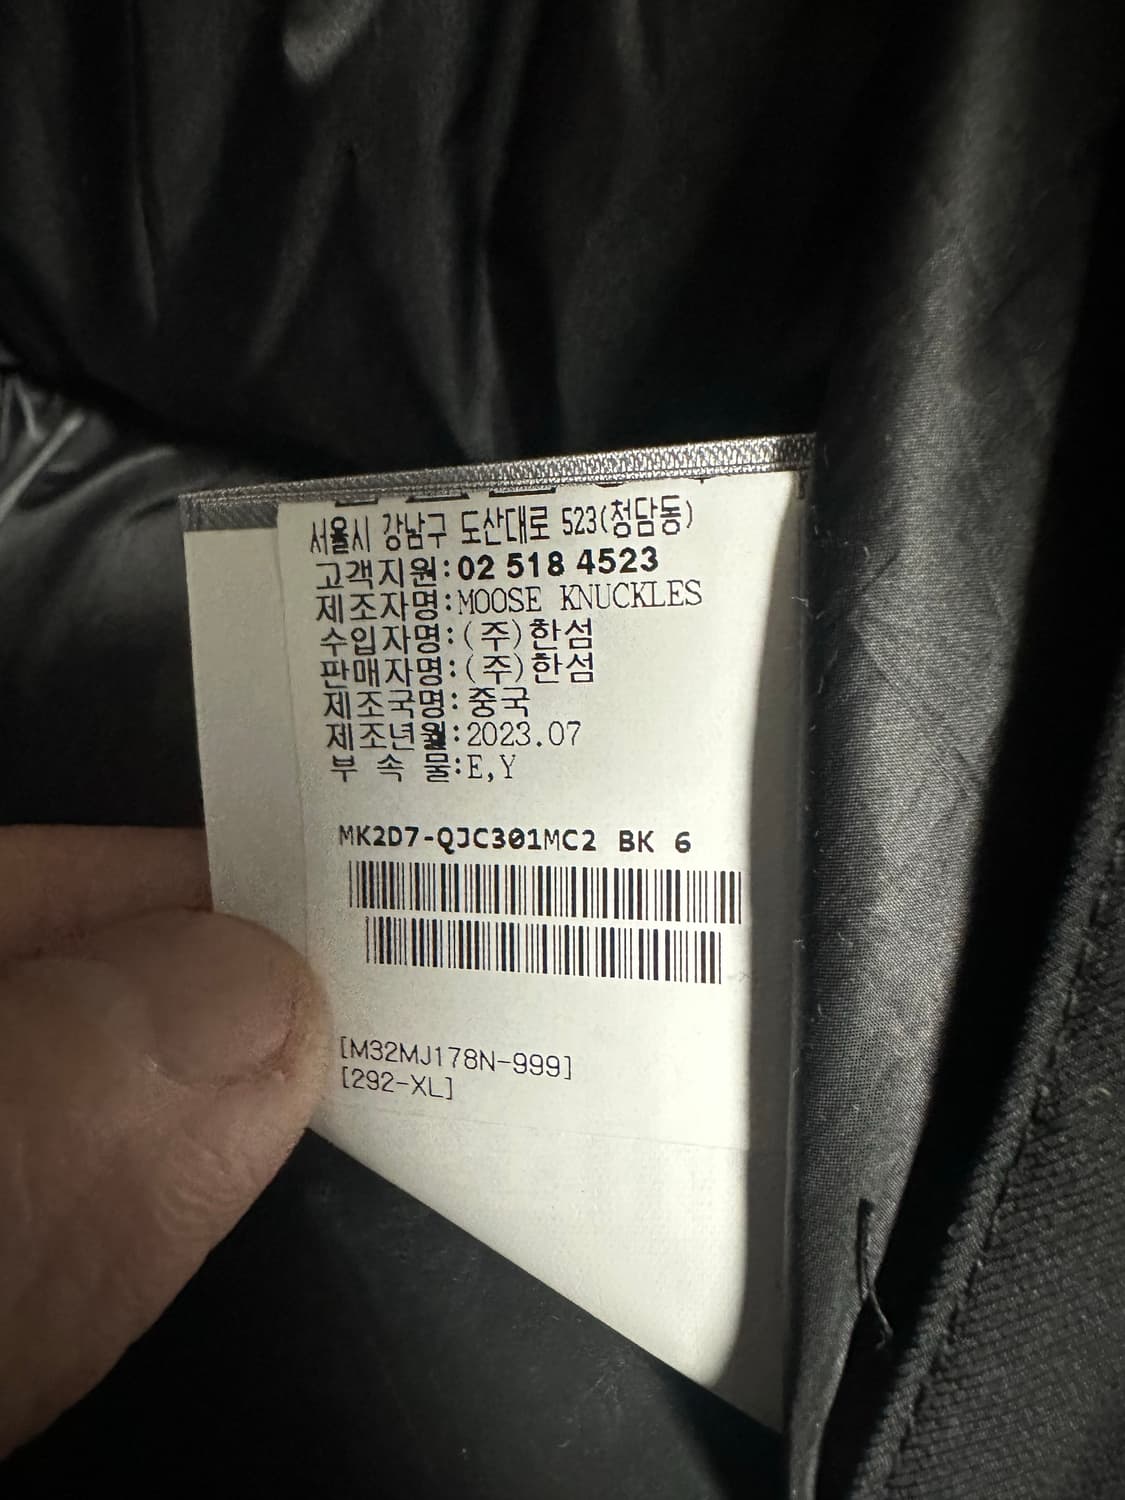 서울시 강남구 도산대로 523(청담동)
고객지원:02 518 4523
제조자명:MOOSE KNUCKLES
수입자명:(주)한섬
판매자명:(주)한섬
제조국명:중국
제조년월:2023.07
부 속 물:E,Y
MK2D7-QJC301MC2 BK 6
[M32MJ178N-999]
[292-XL]